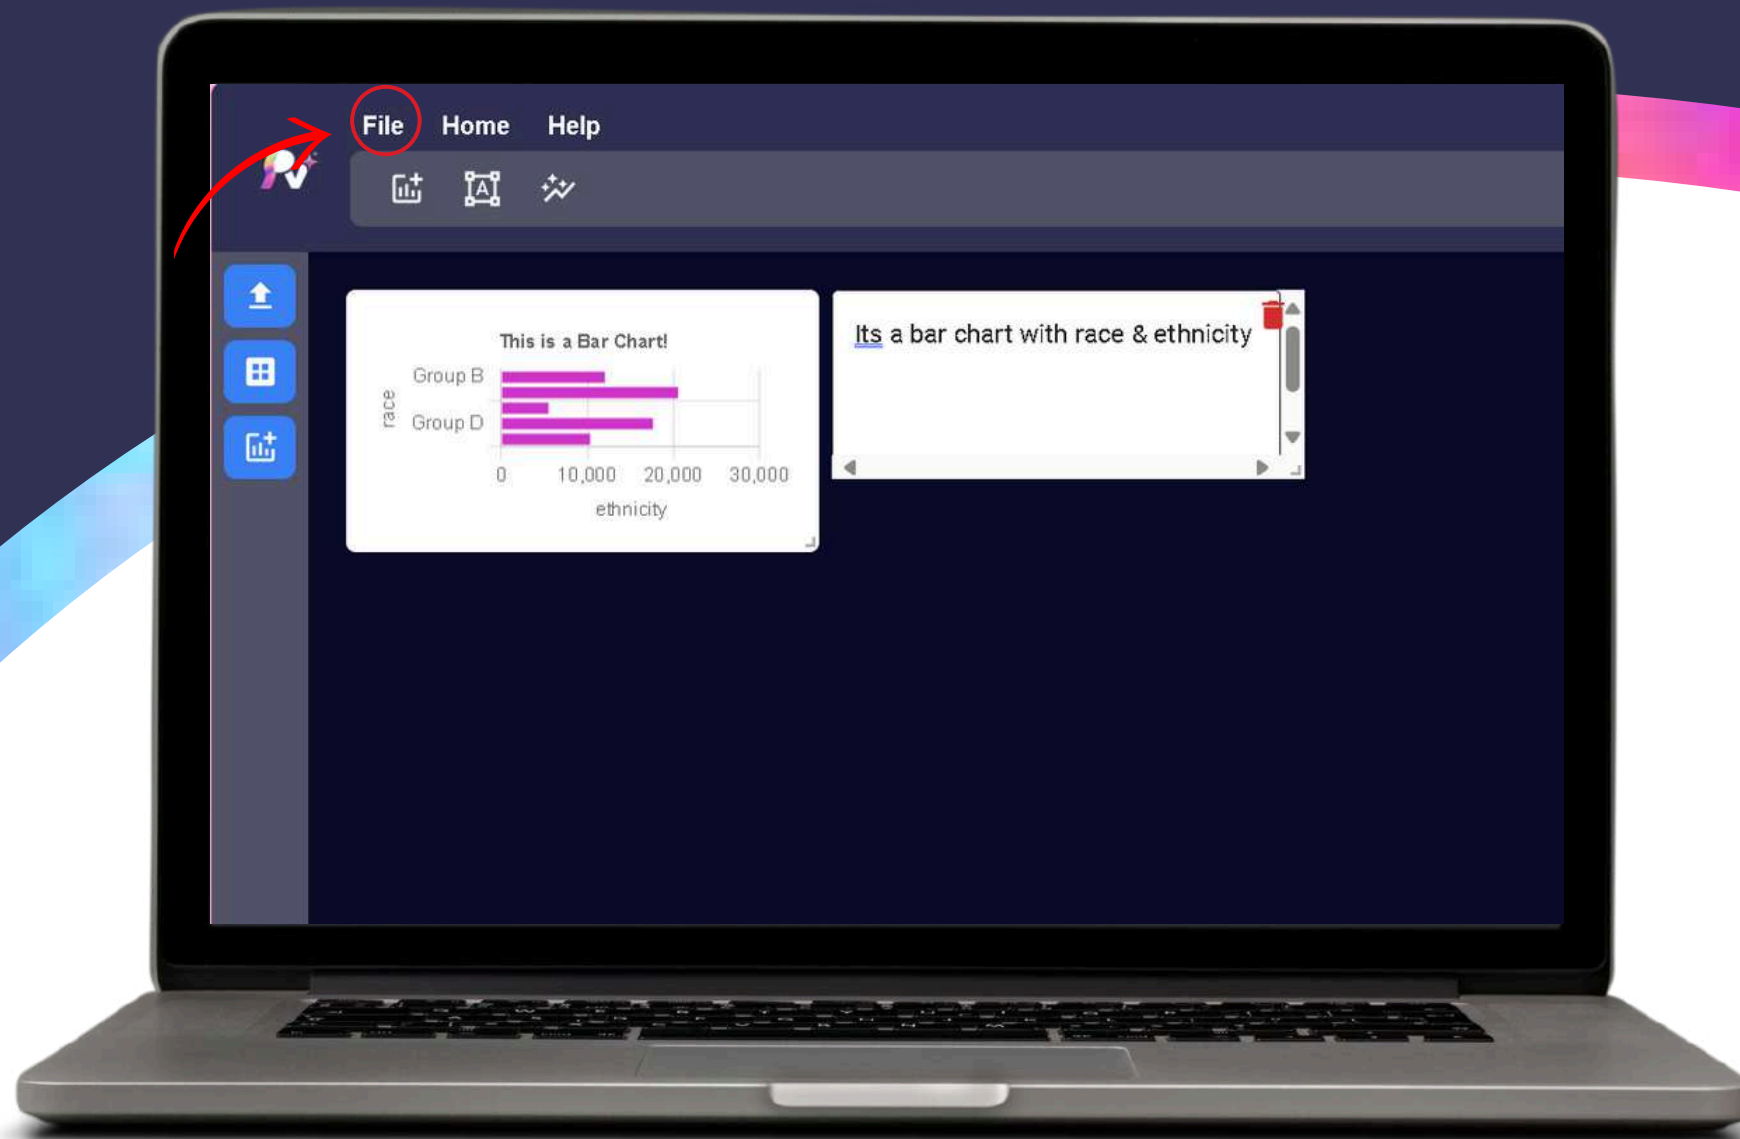 File Home Help
This is a Bar Chart!
Group B
race
Group D
0 10,000 20,000 30,000
ethnicity
Its a bar chart with race & ethnicity